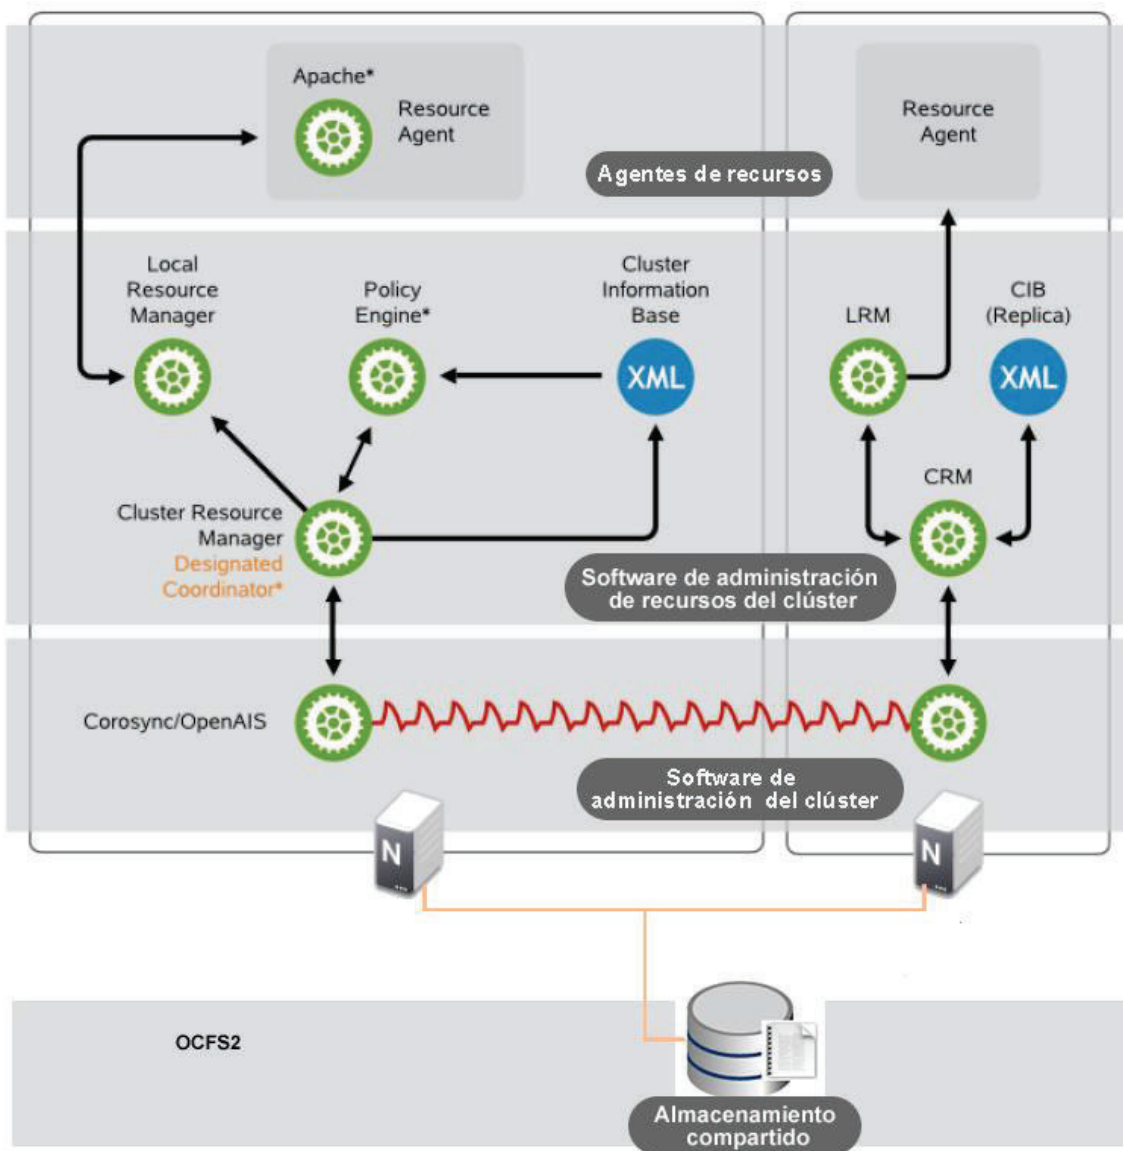 Apache*
Resource
Agent
Resource
Agent
Agentes de recursos
Local
Resource
Manager
Policy
Engine*
Cluster
Information
Base
LRM
CIB
(Replica)
XML
XML
CRM
Cluster Resource
Manager
Designated
Coordinator*
Software de administración
de recursos del clúster
Corosync/OpenAIS
Software de
administración del clúster
N
N
OCFS2
Almacenamiento
compartido